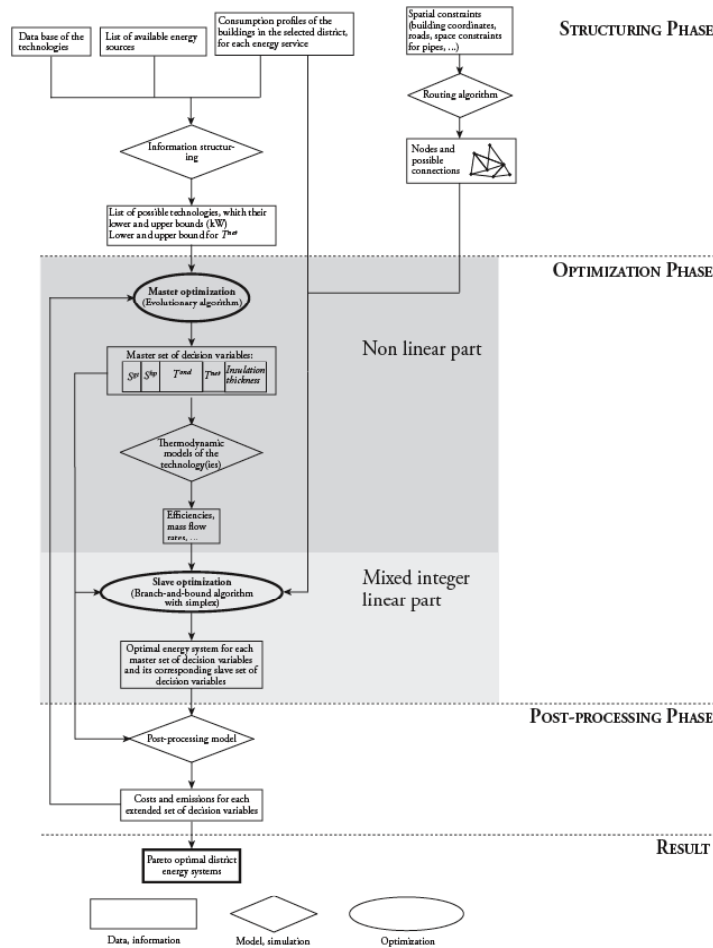 STRUCTURING PHASE
Data base of the
technologies
List of available energy
sources
Consumption profiles of the
buildings in the selected district,
for each energy service
Spatial constraints
(building coordinates,
roads, space constraints
for pipes, ...)
Routing algorithm
Information structur-
ing
Nodes and
possible
connections
List of possible technologies, which their
lower and upper bounds (kW)
Lower and upper bound for Tnet
OPTIMIZATION PHASE
Master optimization
(Evolutionary algorithm)
Non linear part
Master set of decision variables:
Shp Tcond Tnet Insulation
thickness
Thermodynamic
models of the
technology(ies)
Efficiencies,
mass flow
rates, ...
Slave optimization
(Branch-and-bound algorithm
with simplex)
Mixed integer
linear part
Optimal energy system for each
master set of decision variables
and its corresponding slave set of
decision variables
POST-PROCESSING PHASE
Post-processing model
Costs and emissions for each
extended set of decision variables
RESULT
Pareto optimal district
energy systems
Data, information
Model, simulation
Optimization